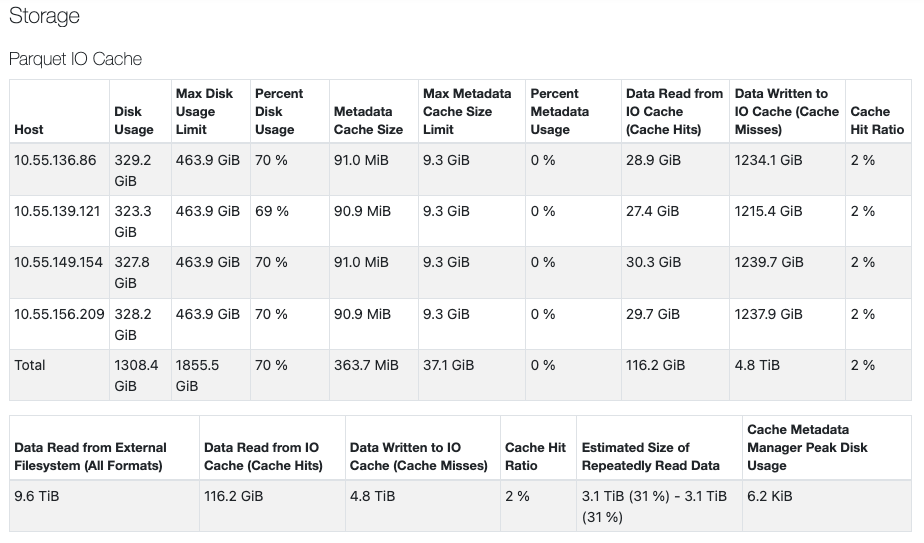 Storage
Parquet IO Cache
Host
Disk
Usage
Max Disk
Usage
Limit
Percent
Disk
Usage
Metadata
Cache Size
Max Metadata
Cache Size
Limit
Percent
Metadata
Usage
Data Read from
IO Cache
(Cache Hits)
Data Written to
IO Cache (Cache
Misses)
Cache
Hit Ratio
10.55.136.86
329.2
GiB
463.9 GiB
70 %
91.0 MiB
9.3 GiB
0 %
28.9 GiB
1234.1 GiB
2 %
10.55.139.121
323.3
GiB
463.9 GiB
69 %
90.9 MiB
9.3 GiB
0 %
27.4 GiB
1215.4 GiB
2 %
10.55.149.154
327.8
GiB
463.9 GiB
70 %
91.0 MiB
9.3 GiB
0 %
30.3 GiB
1239.7 GiB
2 %
10.55.156.209
328.2
GiB
463.9 GiB
70 %
90.9 MiB
9.3 GiB
0 %
29.7 GiB
1237.9 GiB
2 %
Total
1308.4
GiB
1855.5
GiB
70 %
363.7 MiB
37.1 GiB
0 %
116.2 GiB
4.8 TiB
2 %
Data Read from External
Filesystem (All Formats)
Data Read from IO
Cache (Cache Hits)
Data Written to IO
Cache (Cache Misses)
Cache Hit
Ratio
Estimated Size of
Repeatedly Read Data
Cache Metadata
Manager Peak Disk
Usage
9.6 TiB
116.2 GiB
4.8 TiB
2 %
3.1 TiB (31 %) - 3.1 TiB
(31 %)
6.2 KiB